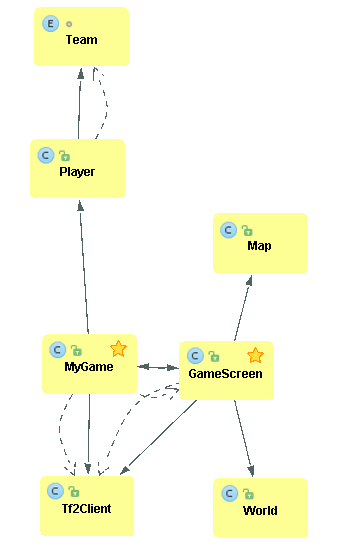 E
Team
C
Player
C
Map
C
MyGame
C
GameScreen
C
Tf2Client
C
World